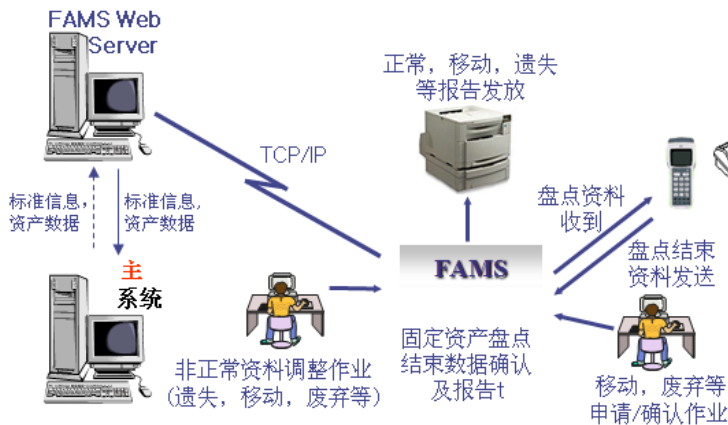 FAMS Web
Server
正常，移动，遗失
等报告发放
TCP/IP
标准信息,
资产数据
标准信息,
资产数据
盘点资料
收到
主
系统
FAMS
盘点结束
资料发送
非正常资料调整作业
(遗失，移动，废弃等)
固定资产盘点
结束数据确认
及报告t
移动，废弃等
申请/确认作业